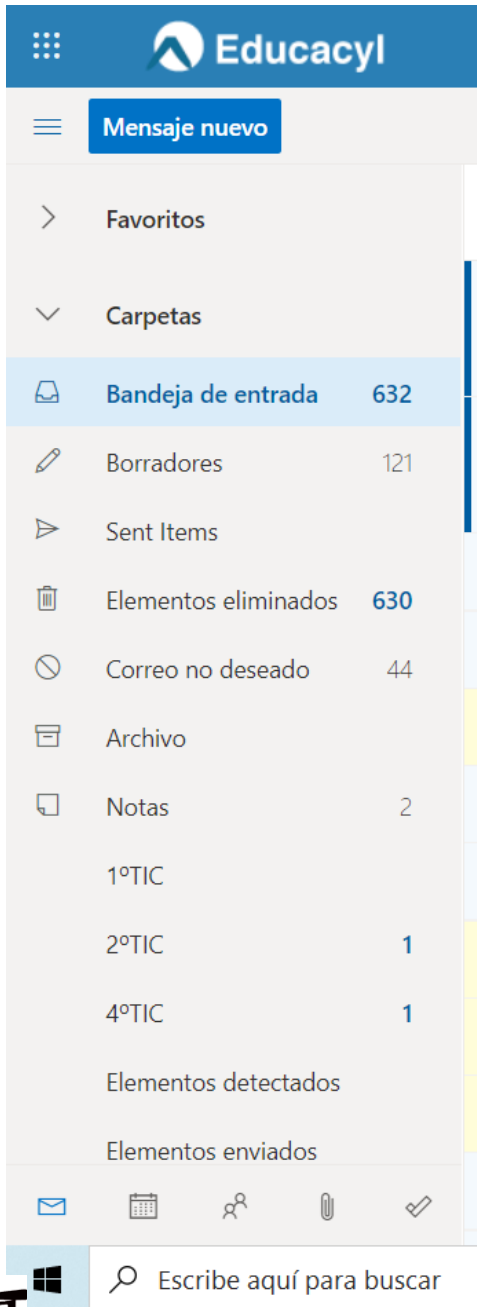 Educacyl
Mensaje nuevo
Favoritos
Carpetas
Bandeja de entrada 632
Borradores 121
Sent Items
Elementos eliminados 630
Correo no deseado 44
Archivo
Notas 2
1ºTIC
2ºTIC 1
4ºTIC 1
Elementos detectados
Elementos enviados
Escribe aquí para buscar